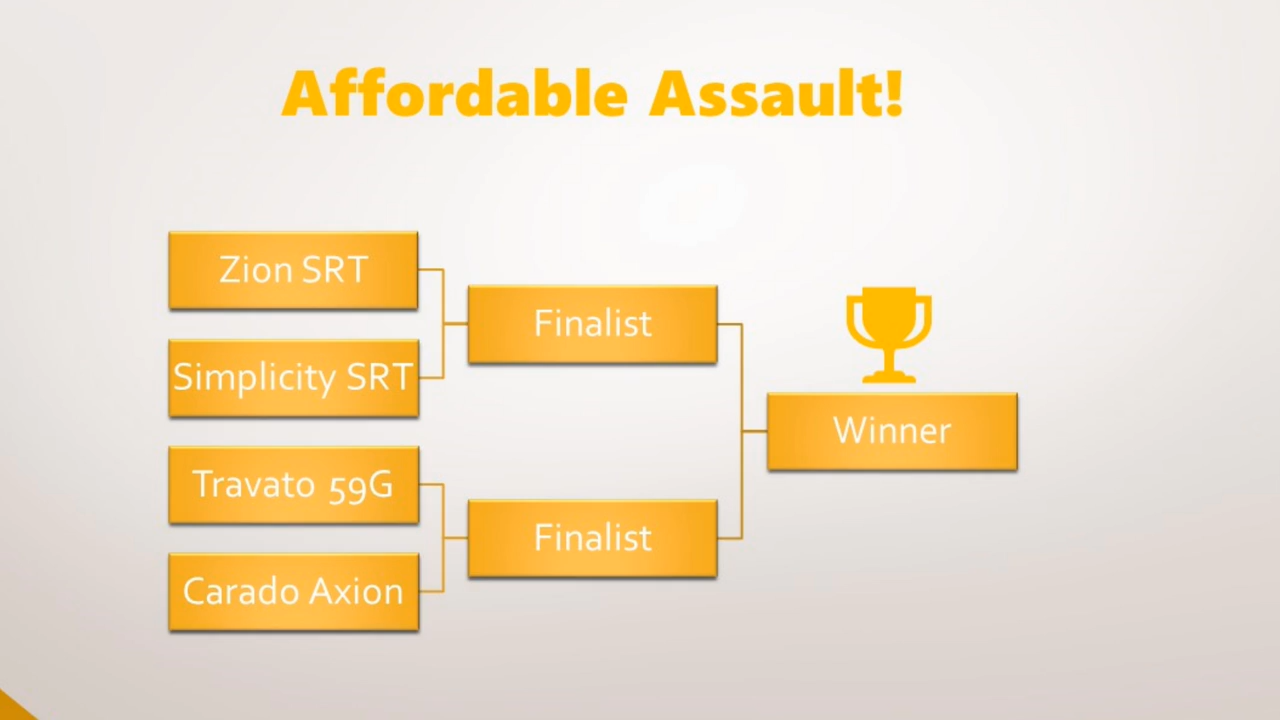 Affordable Assault!
Zion SRT
Simplicity SRT
Travato 59G
Carado Axion
Finalist
Finalist
Winner